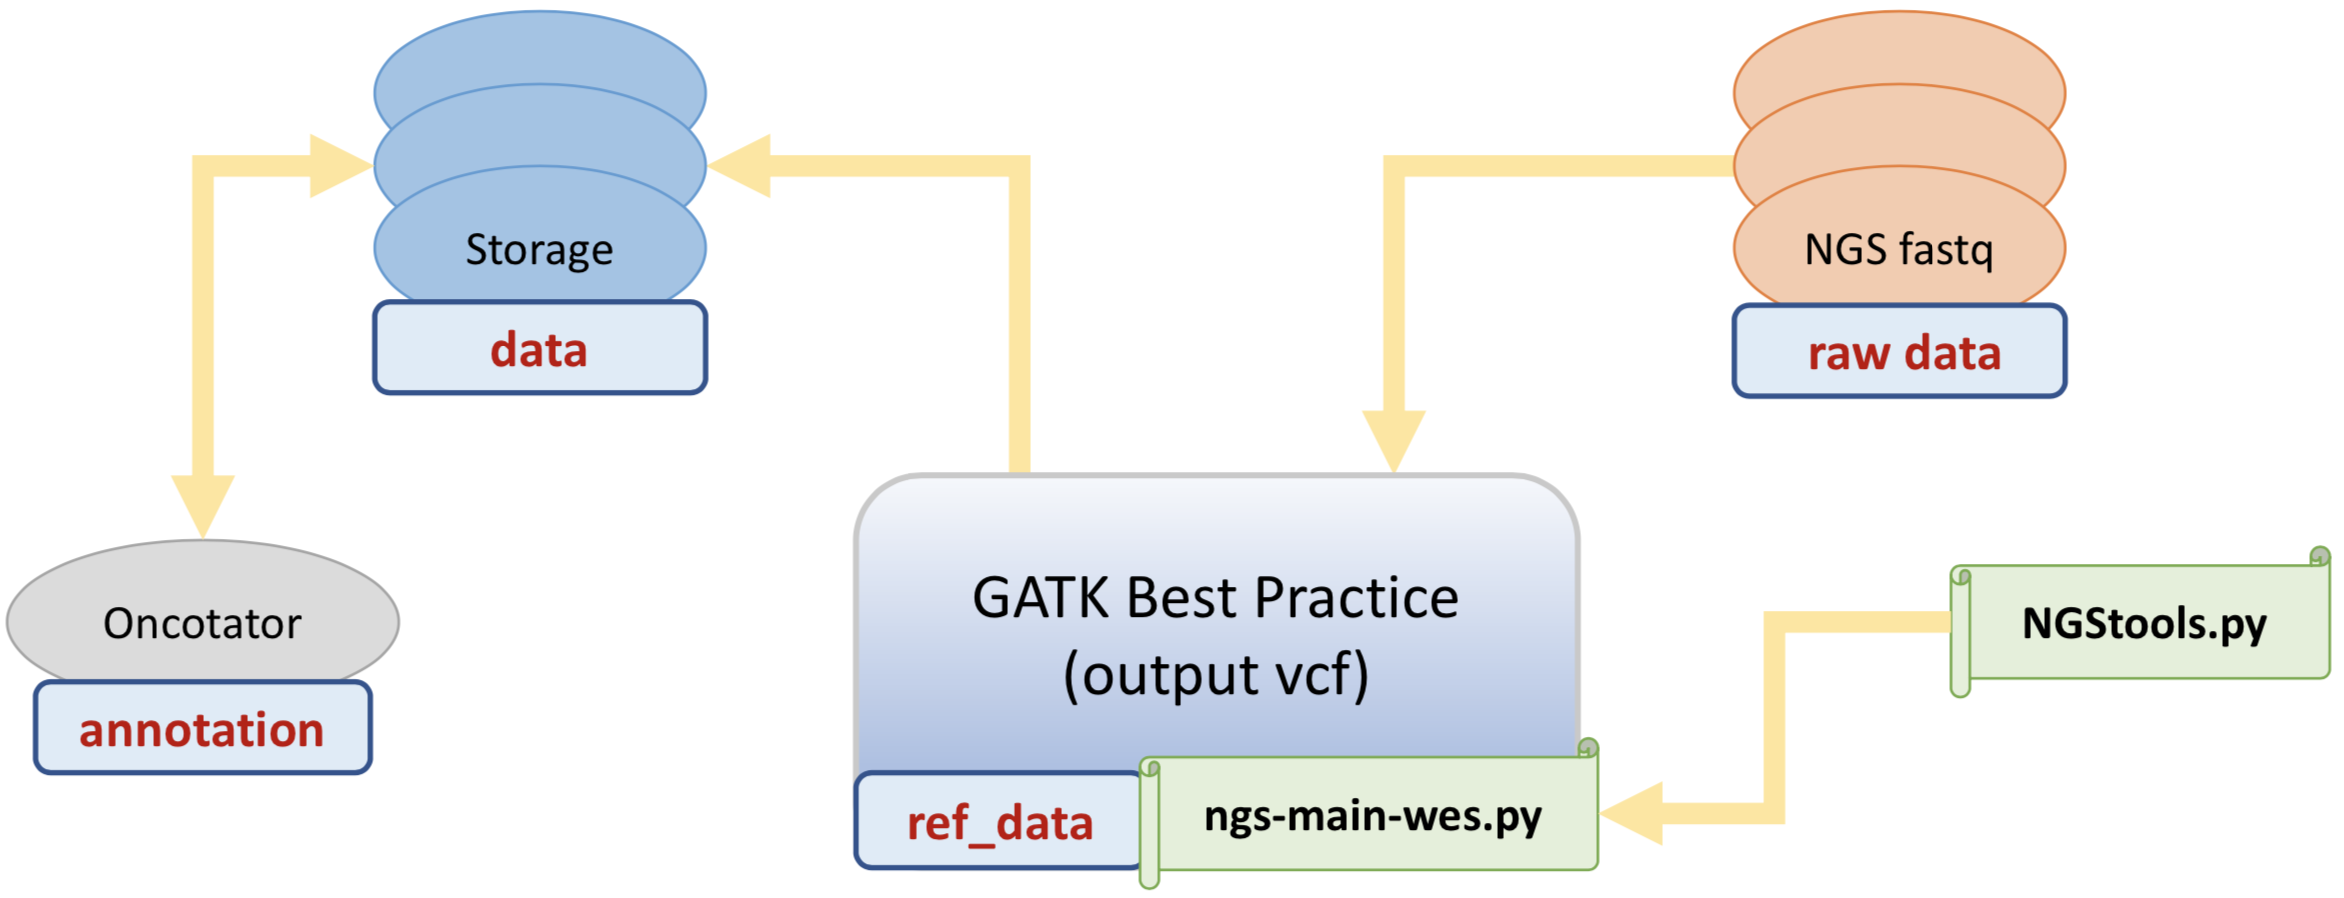 Storage
data
NGS fastq
raw data
GATK Best Practice
(output vcf)
ref_data
ngs-main-wes.py
NGStools.py
Oncotator
annotation